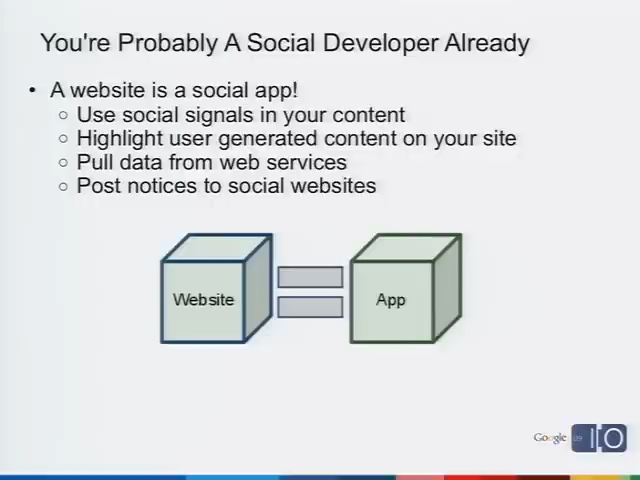 You're Probably A Social Developer Already
• A website is a social app!
○ Use social signals in your content
○ Highlight user generated content on your site
○ Pull data from web services
○ Post notices to social websites
Website
App
Google 09 IO